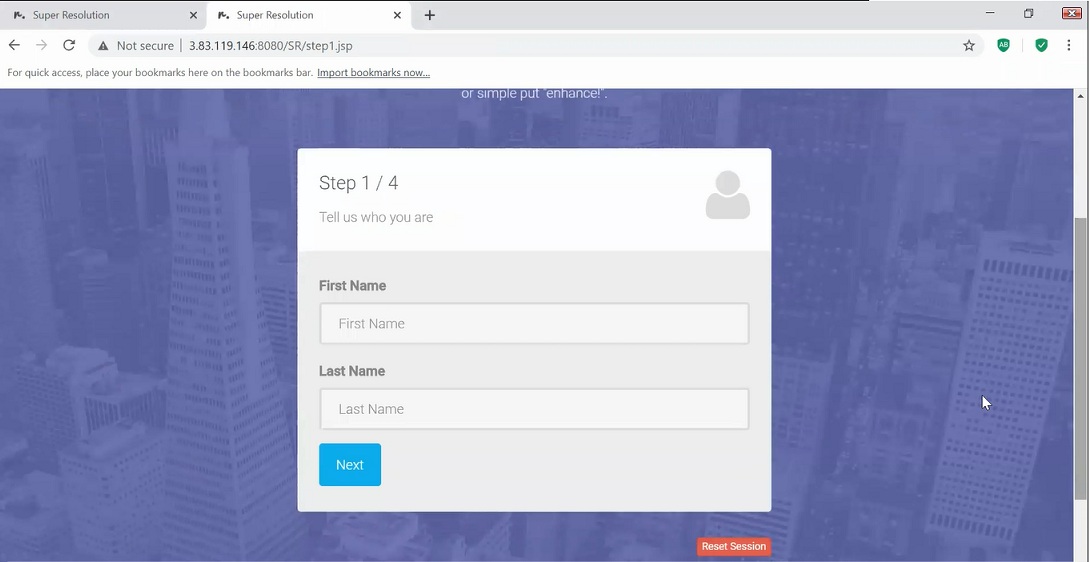 Super Resolution
Super Resolution
Not secure | 3.83.119.146:8080/SR/step1.jsp
AB
For quick access, place your bookmarks here on the bookmarks bar. Import bookmarks now...
or simple put "enhance!".
Step 1 / 4
Tell us who you are
First Name
First Name
Last Name
Last Name
Next
Reset Session